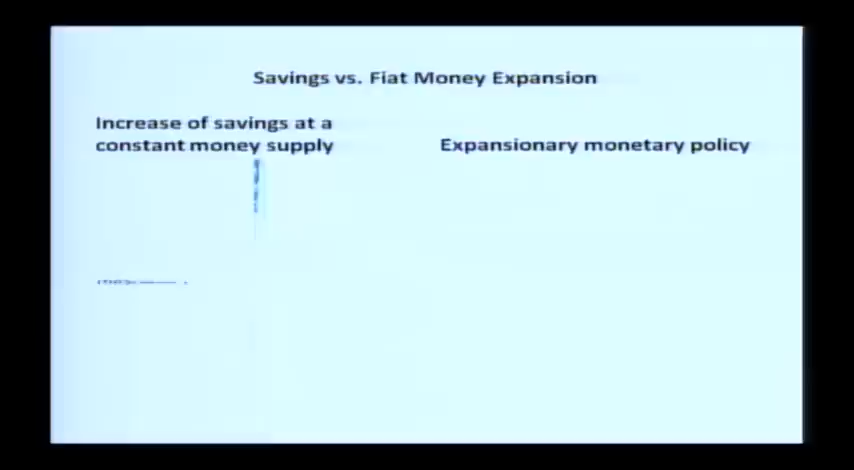 Savings vs. Fiat Money Expansion
Increase of savings at a
constant money supply
Expansionary monetary policy